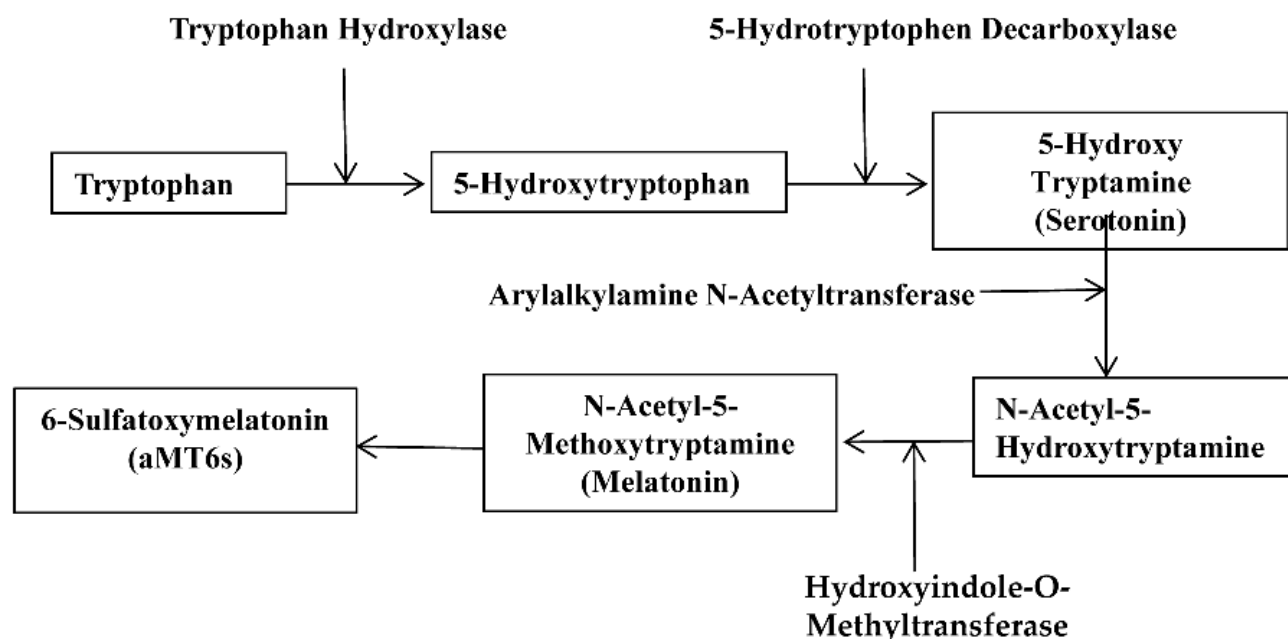 Tryptophan Hydroxylase
5-Hydrotryptophen Decarboxylase
Tryptophan
5-Hydroxytryptophan
5-Hydroxy
Tryptamine
(Serotonin)
Arylalkylamine N-Acetyltransferase
6-Sulfatoxymelatonin
(aMT6s)
N-Acetyl-5-
Methoxytryptamine
(Melatonin)
N-Acetyl-5-
Hydroxytryptamine
Hydroxyindole-O-
Methyltransferase